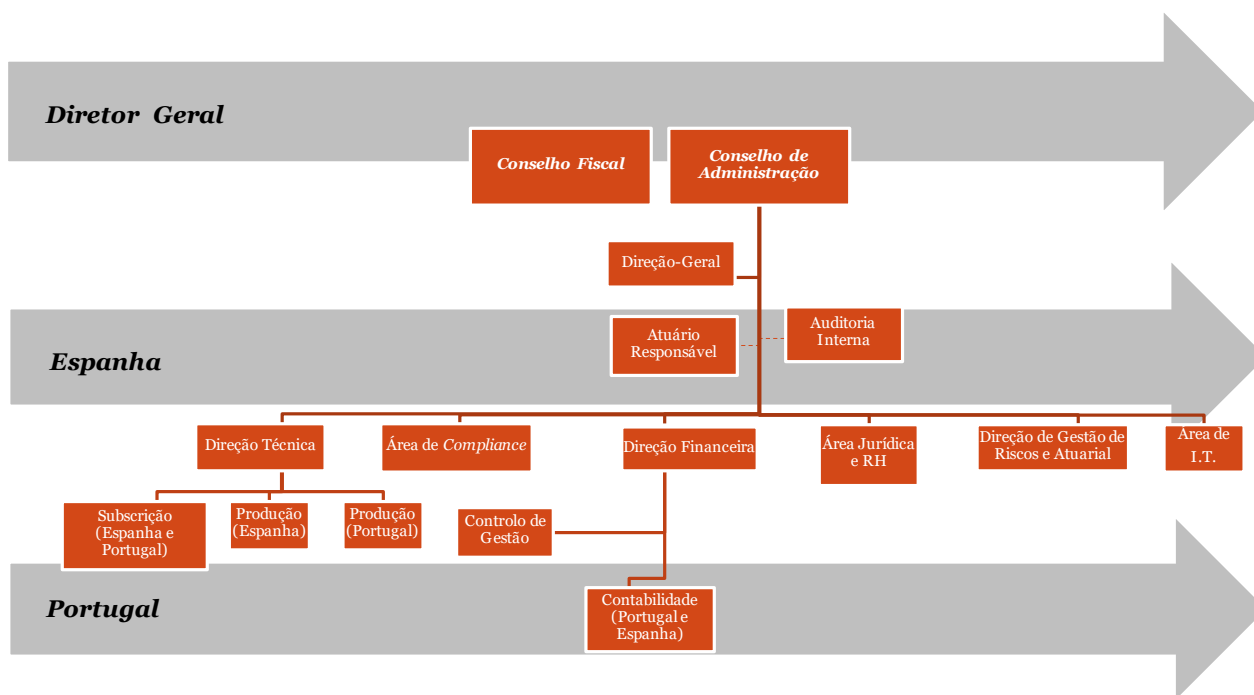 Diretor Geral
Conselho Fiscal
Conselho de
Administração
Direção-Geral
Espanha
Atuário
Responsável
Auditoria
Interna
Direção Técnica
Área de Compliance
Direção Financeira
Área Jurídica
e RH
Direção de Gestão de
Riscos e Atuarial
Área de
I.T.
Subscrição
(Espanha e
Portugal)
Produção
(Espanha)
Produção
(Portugal)
Controlo de
Gestão
Portugal
Contabilidade
(Portugal e
Espanha)